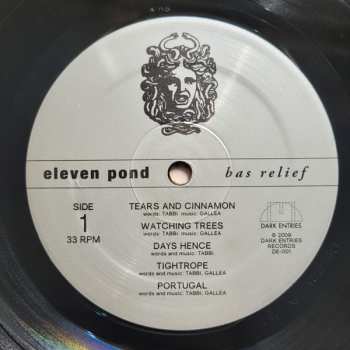 eleven pond
bas relief
SIDE
1
33 RPM
TEARS AND CINNAMON
words: TABBI music: GALLEA
WATCHING TREES
words: TABBI music: GALLEA
DAYS HENCE
words and music: TABBI
TIGHTROPE
words and music: TABBI, GALLEA
PORTUGAL
words and music: TABBI, GALLEA
DARK ENTRIES
℗ 2009
DARK ENTRIES
RECORDS
DE-001